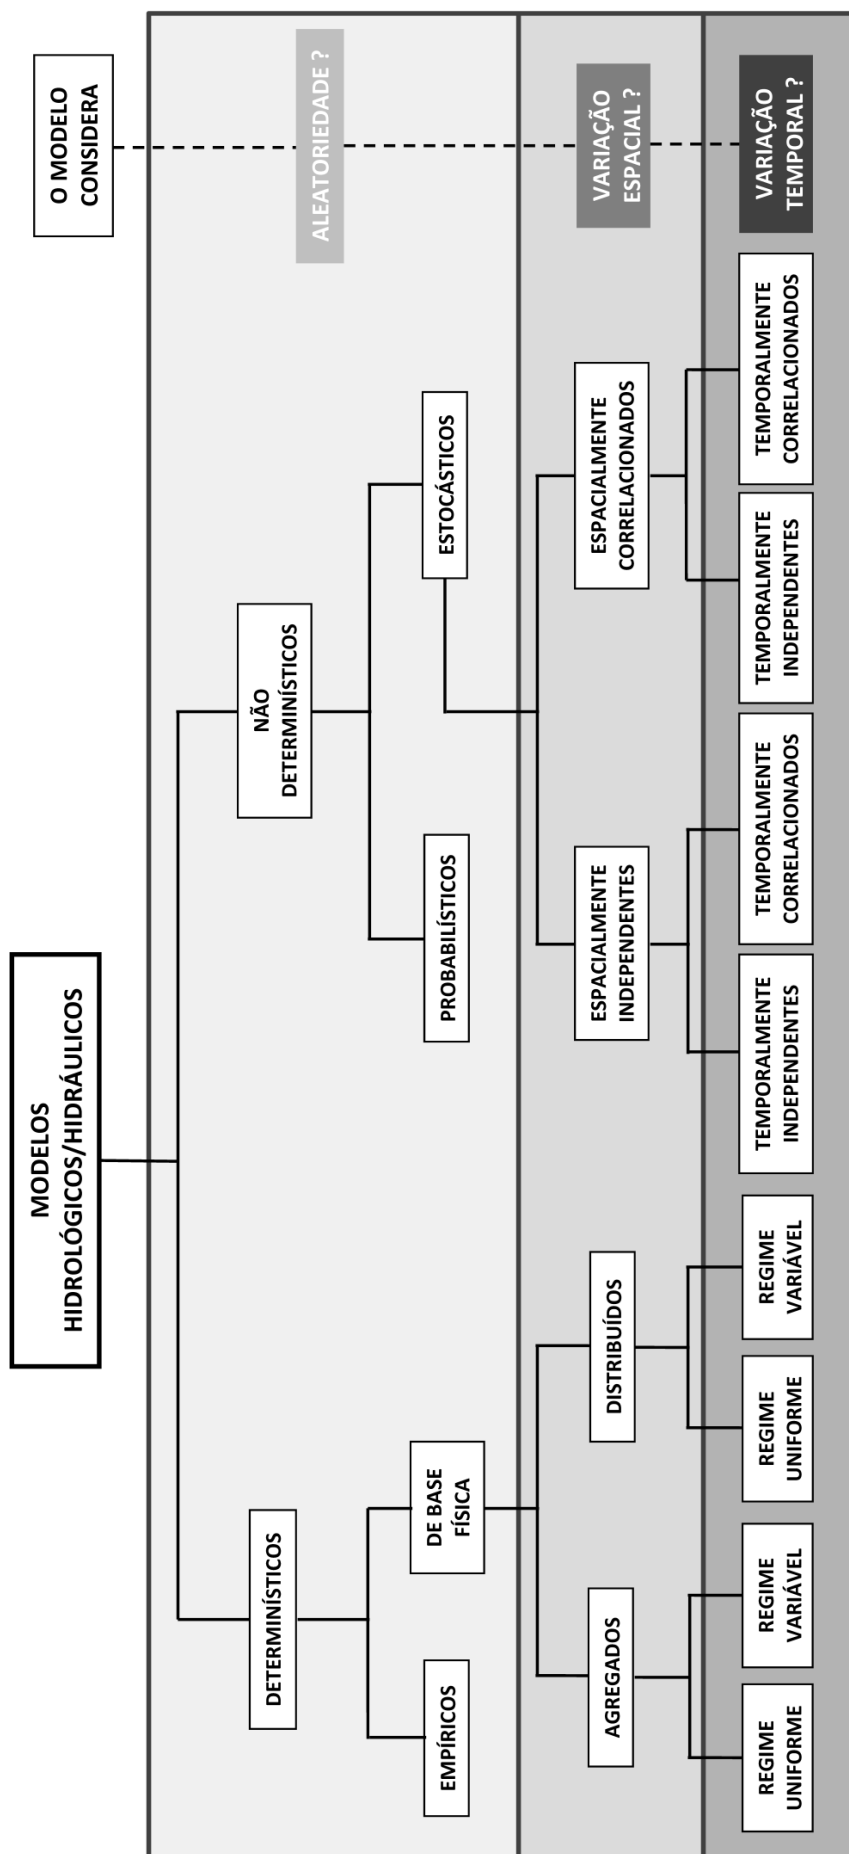 MODELOS
HIDROLÓGICOS/HIDRÁULICOS
O MODELO
CONSIDERA
DETERMINÍSTICOS
NÃO
DETERMINÍSTICOS
ALEATORIEDADE ?
EMPÍRICOS
DE BASE
FÍSICA
PROBABILÍSTICOS
ESTOCÁSTICOS
AGREGADOS
DISTRIBUÍDOS
ESPACIALMENTE
INDEPENDENTES
ESPACIALMENTE
CORRELACIONADOS
VARIAÇÃO
ESPACIAL ?
REGIME
UNIFORME
REGIME
VARIÁVEL
REGIME
UNIFORME
REGIME
VARIÁVEL
TEMPORALMENTE
INDEPENDENTES
TEMPORALMENTE
CORRELACIONADOS
TEMPORALMENTE
INDEPENDENTES
TEMPORALMENTE
CORRELACIONADOS
VARIAÇÃO
TEMPORAL ?